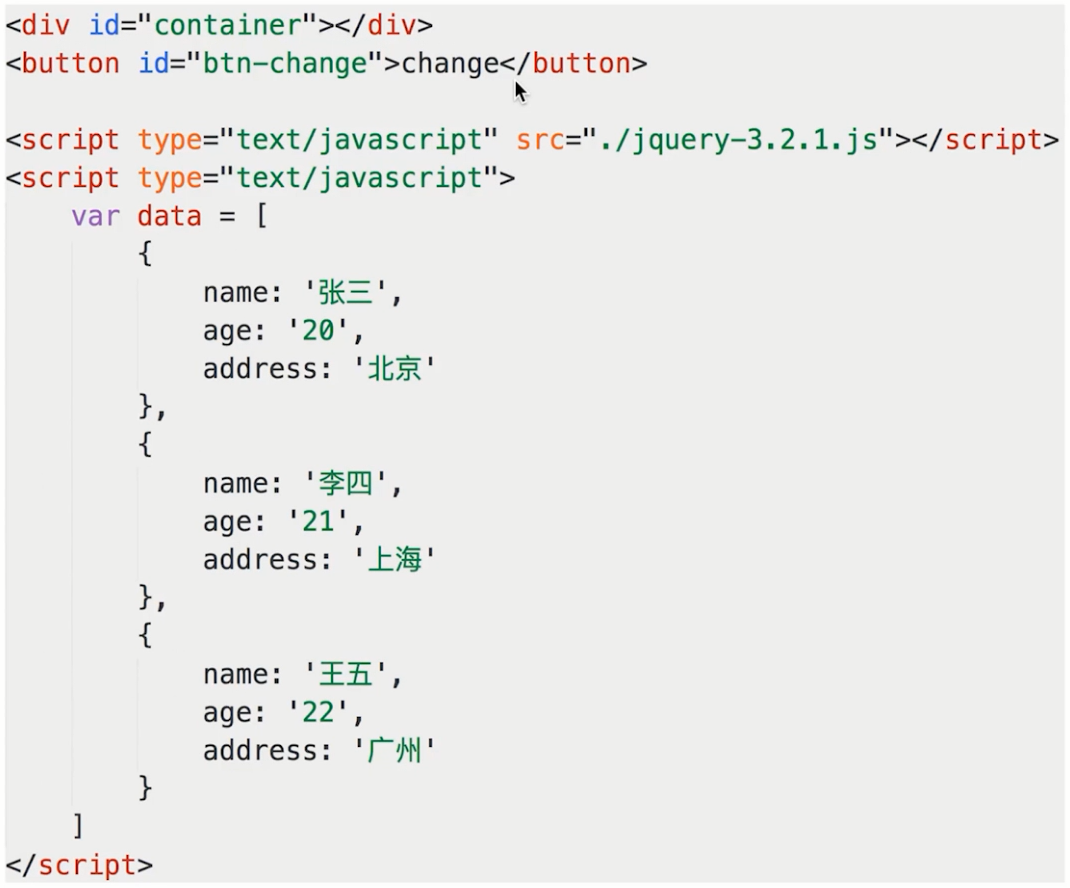 <div id="container"></div>
<button id="btn-change">change</button>
<script type="text/javascript" src="./jquery-3.2.1.js"></script>
<script type="text/javascript">
    var data = [
        {
            name: '张三',
            age: '20',
            address: '北京'
        },
        {
            name: '李四',
            age: '21',
            address: '上海'
        },
        {
            name: '王五',
            age: '22',
            address: '广州'
        }
    ]
</script>